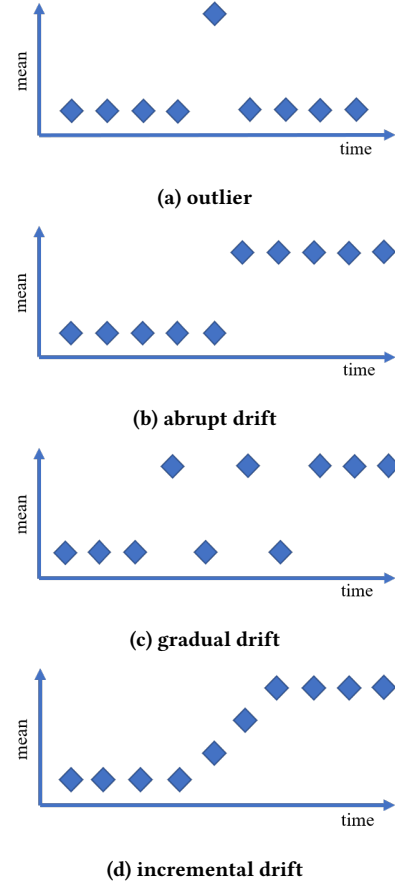 mean
time
(a) outlier
mean
time
(b) abrupt drift
mean
time
(c) gradual drift
mean
time
(d) incremental drift